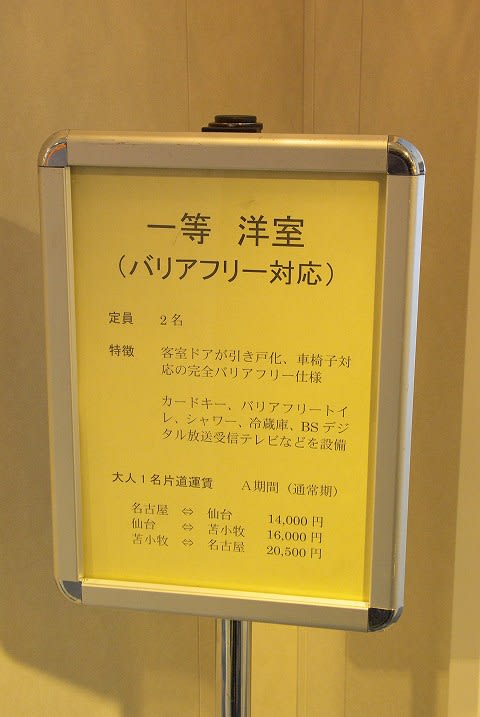 一等 洋室
（バリアフリー対応）
定員 2名
特徴 客室ドアが引き戸化、車椅子対
応の完全バリアフリー仕様
カードキー、バリアフリートイ
レ、シャワー、冷蔵庫、BSデジ
タル放送受信テレビなどを設備
大人1名片道運賃 A期間（通常期）
名古屋 ⇔ 仙台 14,000円
仙台 ⇔ 苫小牧 16,000円
苫小牧 ⇔ 名古屋 20,500円